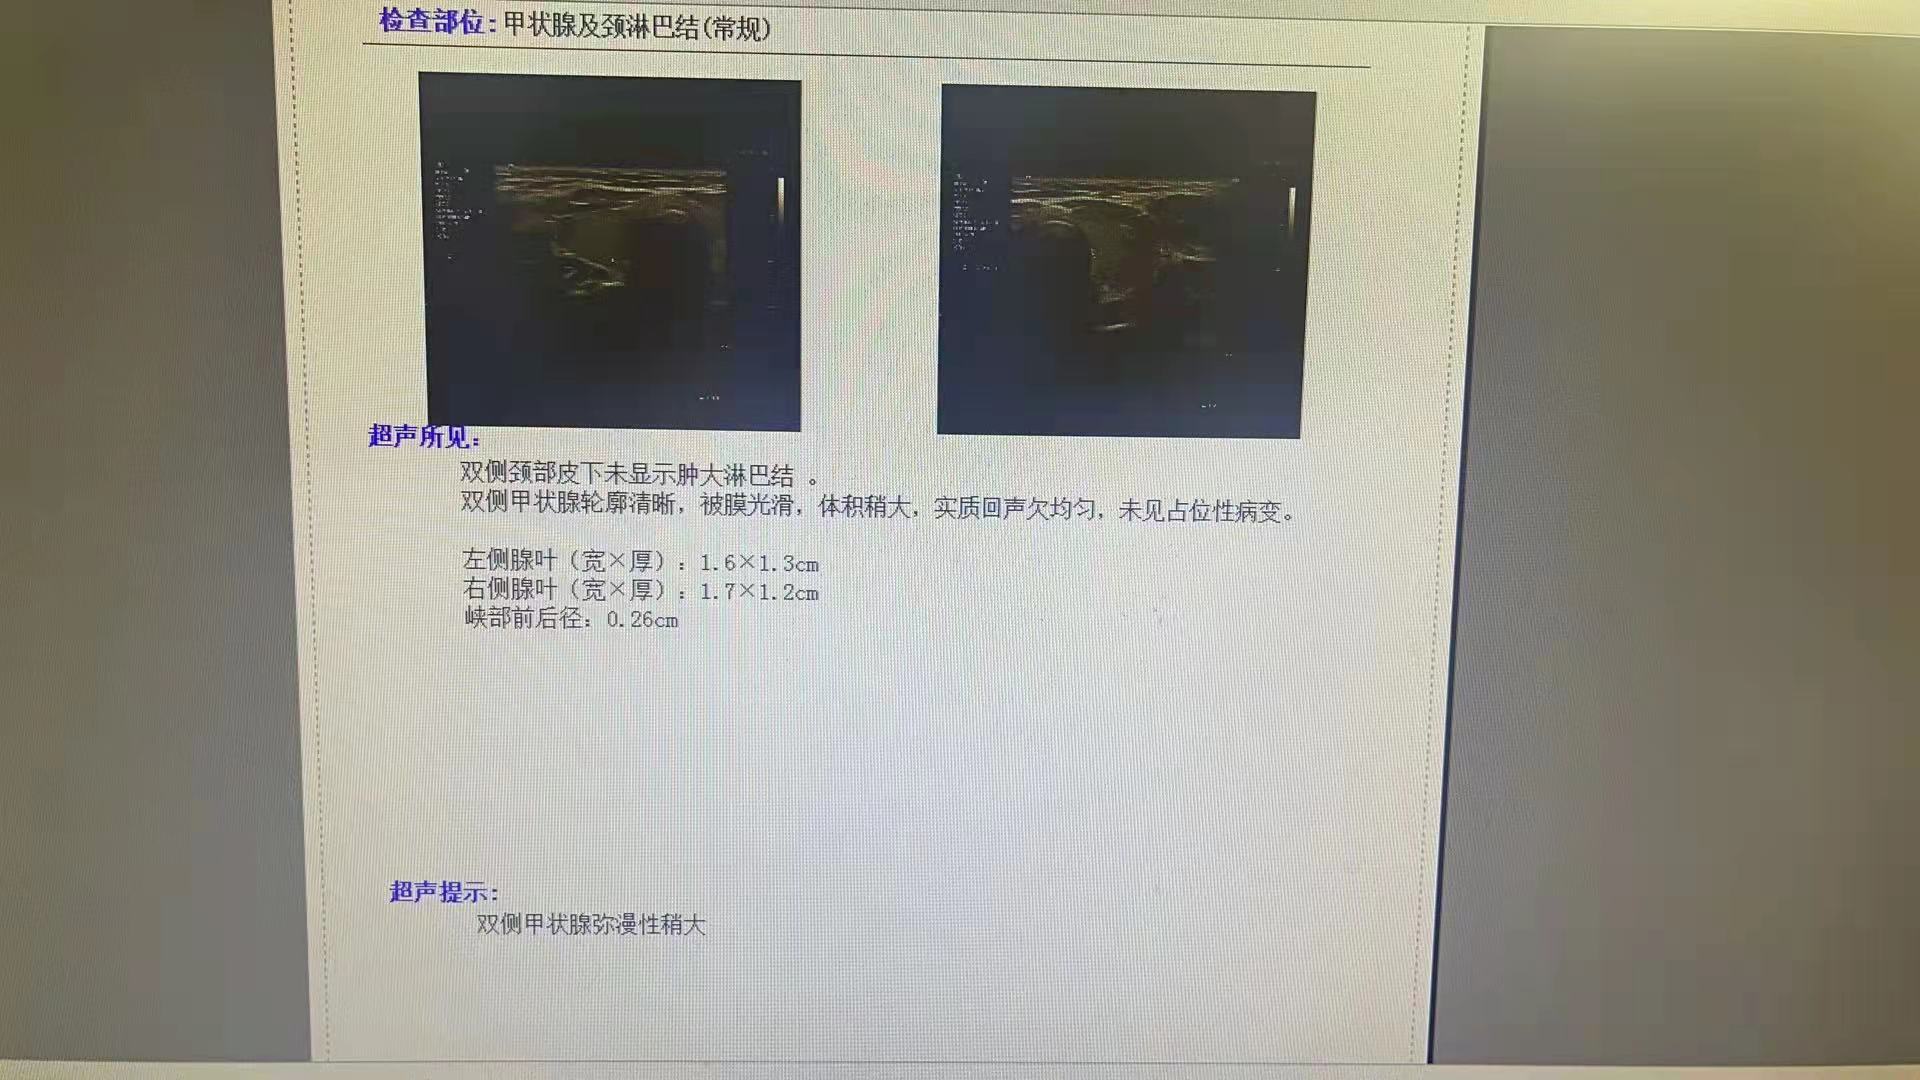 检查部位:甲状腺及颈淋巴结(常规)
超声所见:
双侧颈部皮下未显示肿大淋巴结 。
双侧甲状腺轮廓清晰，被膜光滑，体积稍大，实质回声欠均匀，未见占位性病变。
左侧腺叶（宽×厚）：1.6×1.3cm
右侧腺叶（宽×厚）：1.7×1.2cm
峡部前后径：0.26cm
超声提示:
双侧甲状腺弥漫性稍大